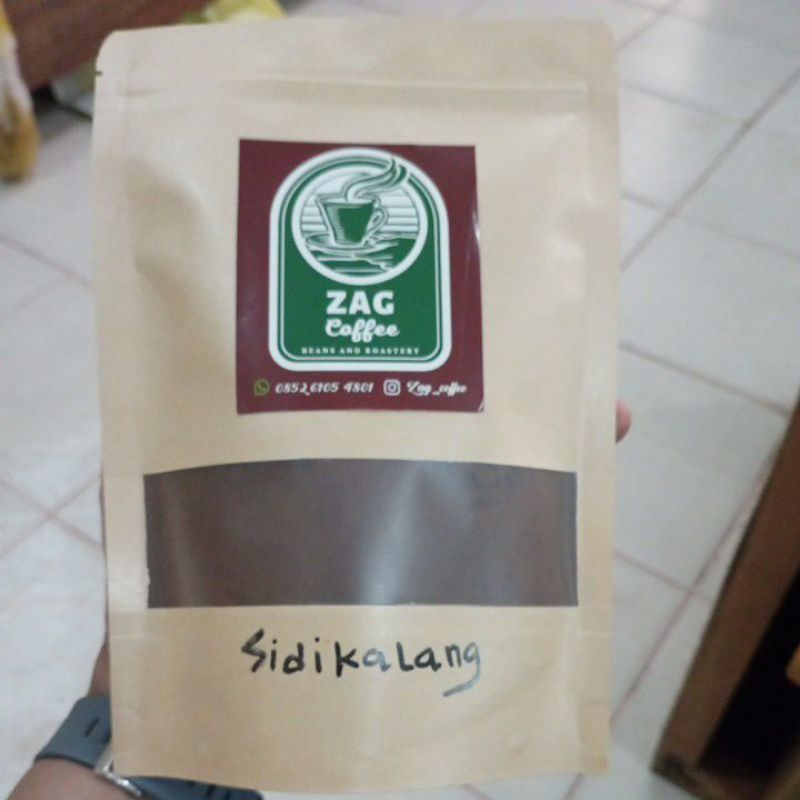 ZAG
Coffee
BEANS AND ROASTERY
0852 6105 4801 Zag_coffee
Sidikalang